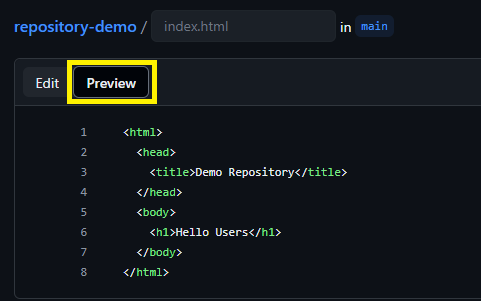 repository-demo / index.html in main
Edit Preview
1 <html>
2   <head>
3     <title>Demo Repository</title>
4   </head>
5   <body>
6     <h1>Hello Users</h1>
7   </body>
8 </html>